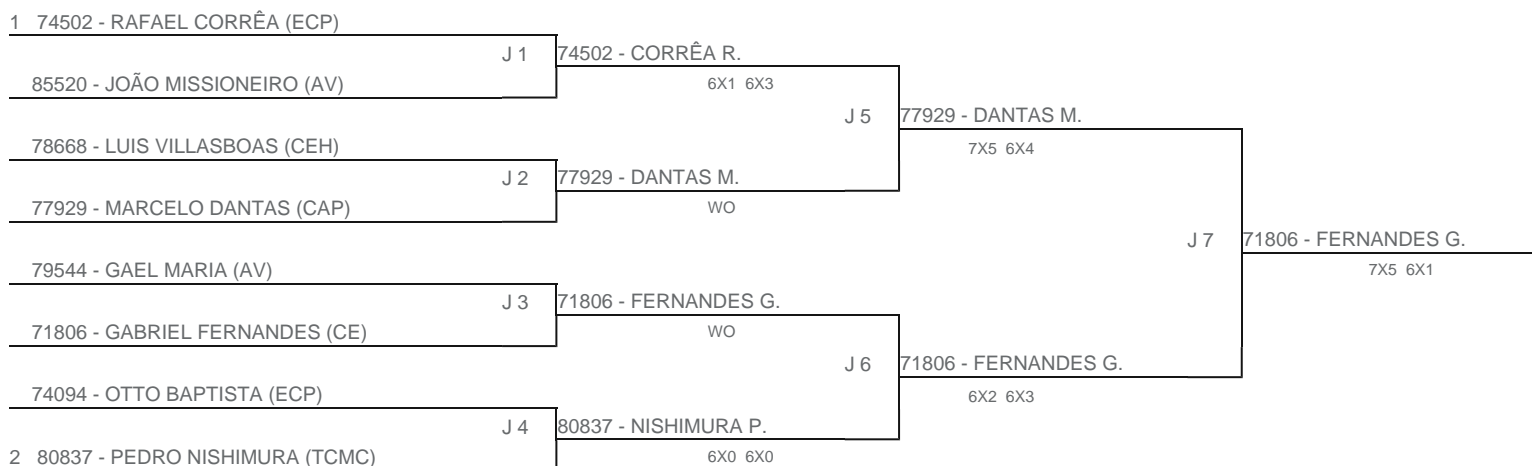 1 74502 - RAFAEL CORRÊA (ECP)
J 1 74502 - CORRÊA R.
85520 - JOÃO MISSIONEIRO (AV)
6X1 6X3
J 5 77929 - DANTAS M.
78668 - LUIS VILLASBOAS (CEH)
7X5 6X4
J 2 77929 - DANTAS M.
77929 - MARCELO DANTAS (CAP)
WO
J 7 71806 - FERNANDES G.
79544 - GAEL MARIA (AV)
7X5 6X1
J 3 71806 - FERNANDES G.
71806 - GABRIEL FERNANDES (CE)
WO
J 6 71806 - FERNANDES G.
74094 - OTTO BAPTISTA (ECP)
6X2 6X3
J 4 80837 - NISHIMURA P.
2 80837 - PEDRO NISHIMURA (TCMC)
6X0 6X0